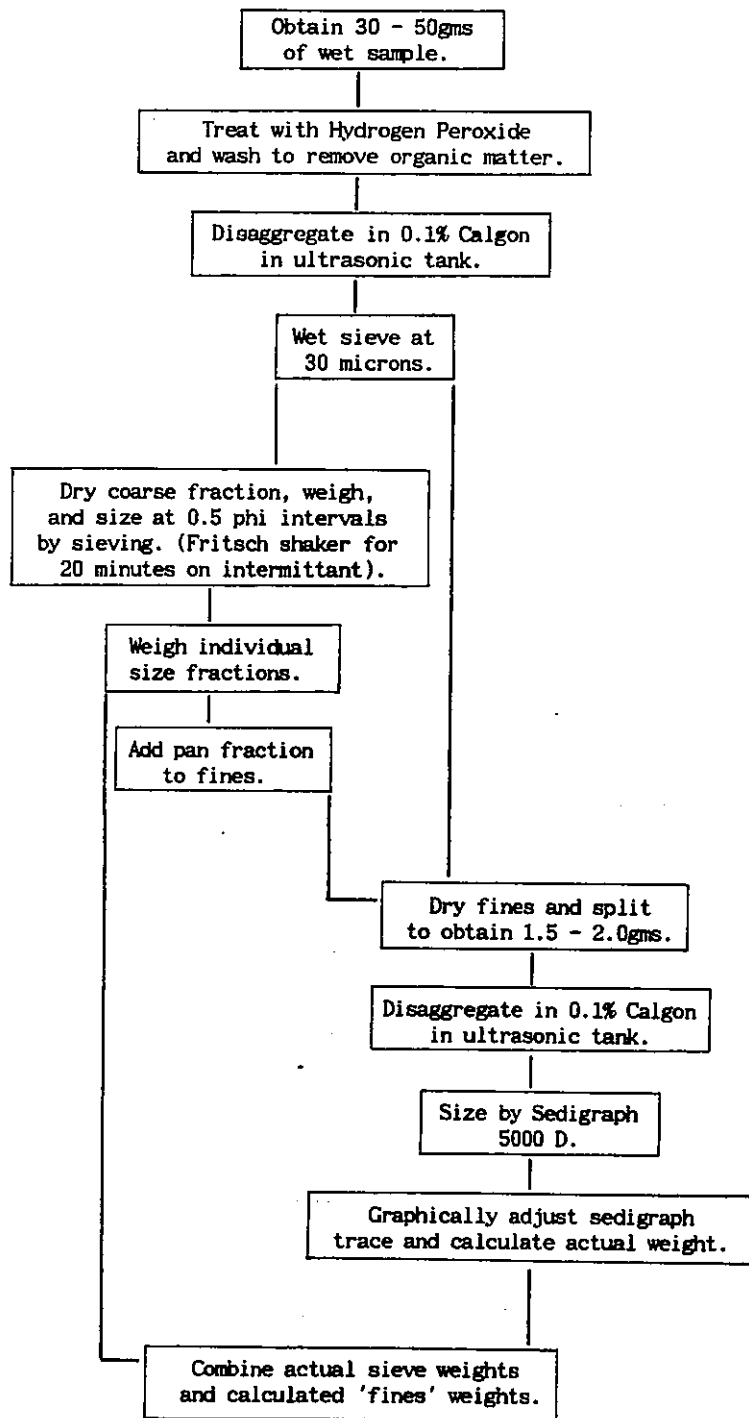 Obtain 30 - 50gms
of wet sample.
Treat with Hydrogen Peroxide
and wash to remove organic matter.
Disaggregate in 0.1% Calgon
in ultrasonic tank.
Wet sieve at
30 microns.
Dry coarse fraction, weigh,
and size at 0.5 phi intervals
by sieving. (Fritsch shaker for
20 minutes on intermittant).
Weigh individual
size fractions.
Add pan fraction
to fines.
Dry fines and split
to obtain 1.5 - 2.0gms.
Disaggregate in 0.1% Calgon
in ultrasonic tank.
Size by Sedigraph
5000 D.
Graphically adjust sedigraph
trace and calculate actual weight.
Combine actual sieve weights
and calculated 'fines' weights.